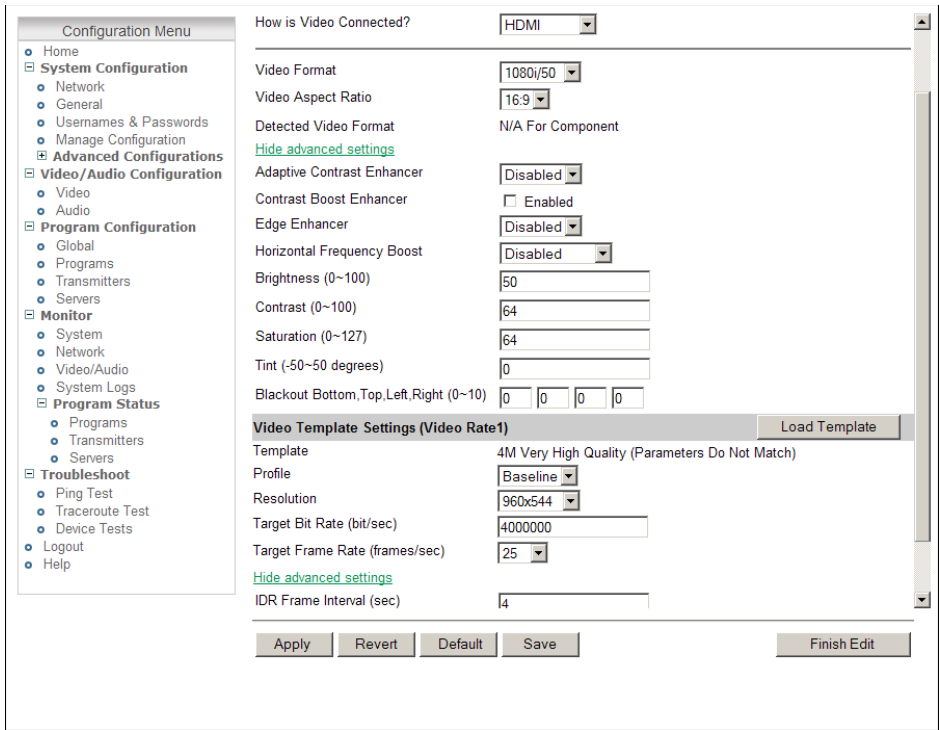 Configuration Menu
Home
System Configuration
Network
General
Usernames & Passwords
Manage Configuration
Advanced Configurations
Video/Audio Configuration
Video
Audio
Program Configuration
Global
Programs
Transmitters
Servers
Monitor
System
Network
Video/Audio
System Logs
Program Status
Programs
Transmitters
Servers
Troubleshoot
Ping Test
Traceroute Test
Device Tests
Logout
Help
How is Video Connected? HDMI
Video Format 1080i/50
Video Aspect Ratio 16:9
Detected Video Format N/A For Component
Hide advanced settings
Adaptive Contrast Enhancer Disabled
Contrast Boost Enhancer Enabled
Edge Enhancer Disabled
Horizontal Frequency Boost Disabled
Brightness (0~100) 50
Contrast (0~100) 64
Saturation (0~127) 64
Tint (-50~50 degrees) 0
Blackout Bottom,Top,Left,Right (0~10) 0 0 0 0
Video Template Settings (Video Rate1) Load Template
Template 4M Very High Quality (Parameters Do Not Match)
Profile Baseline
Resolution 960x544
Target Bit Rate (bit/sec) 4000000
Target Frame Rate (frames/sec) 25
Hide advanced settings
IDR Frame Interval (sec) 4
Apply Revert Default Save Finish Edit